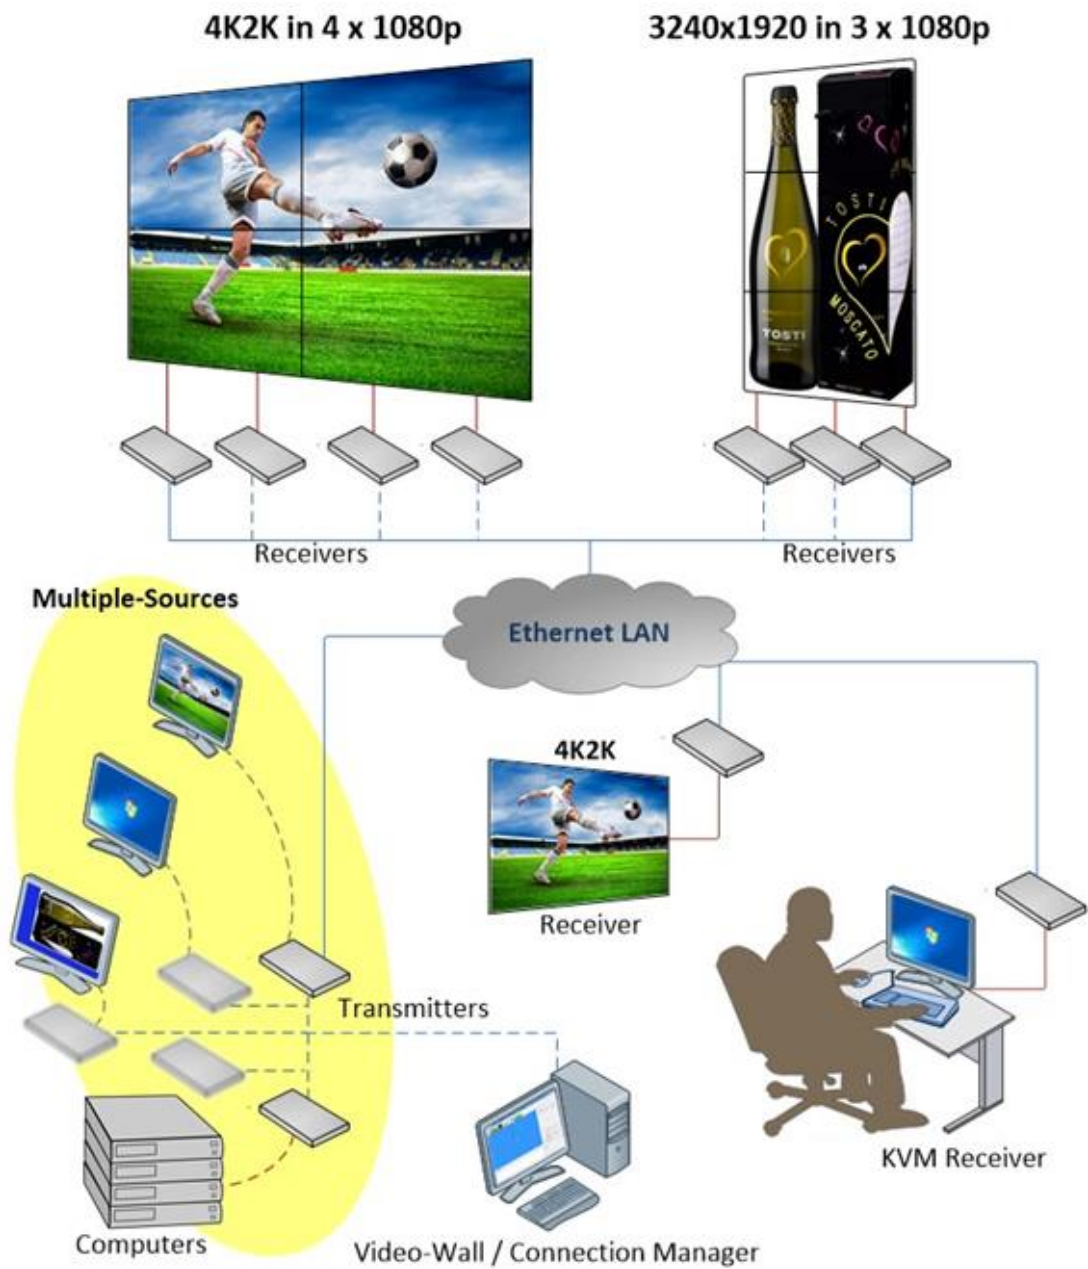 4K2K in 4 x 1080p
3240x1920 in 3 x 1080p
TOSTI
TOSTI
MOSCATO
Receivers
Receivers
Multiple-Sources
Ethernet LAN
4K2K
Receiver
Transmitters
KVM Receiver
Computers
Video-Wall / Connection Manager